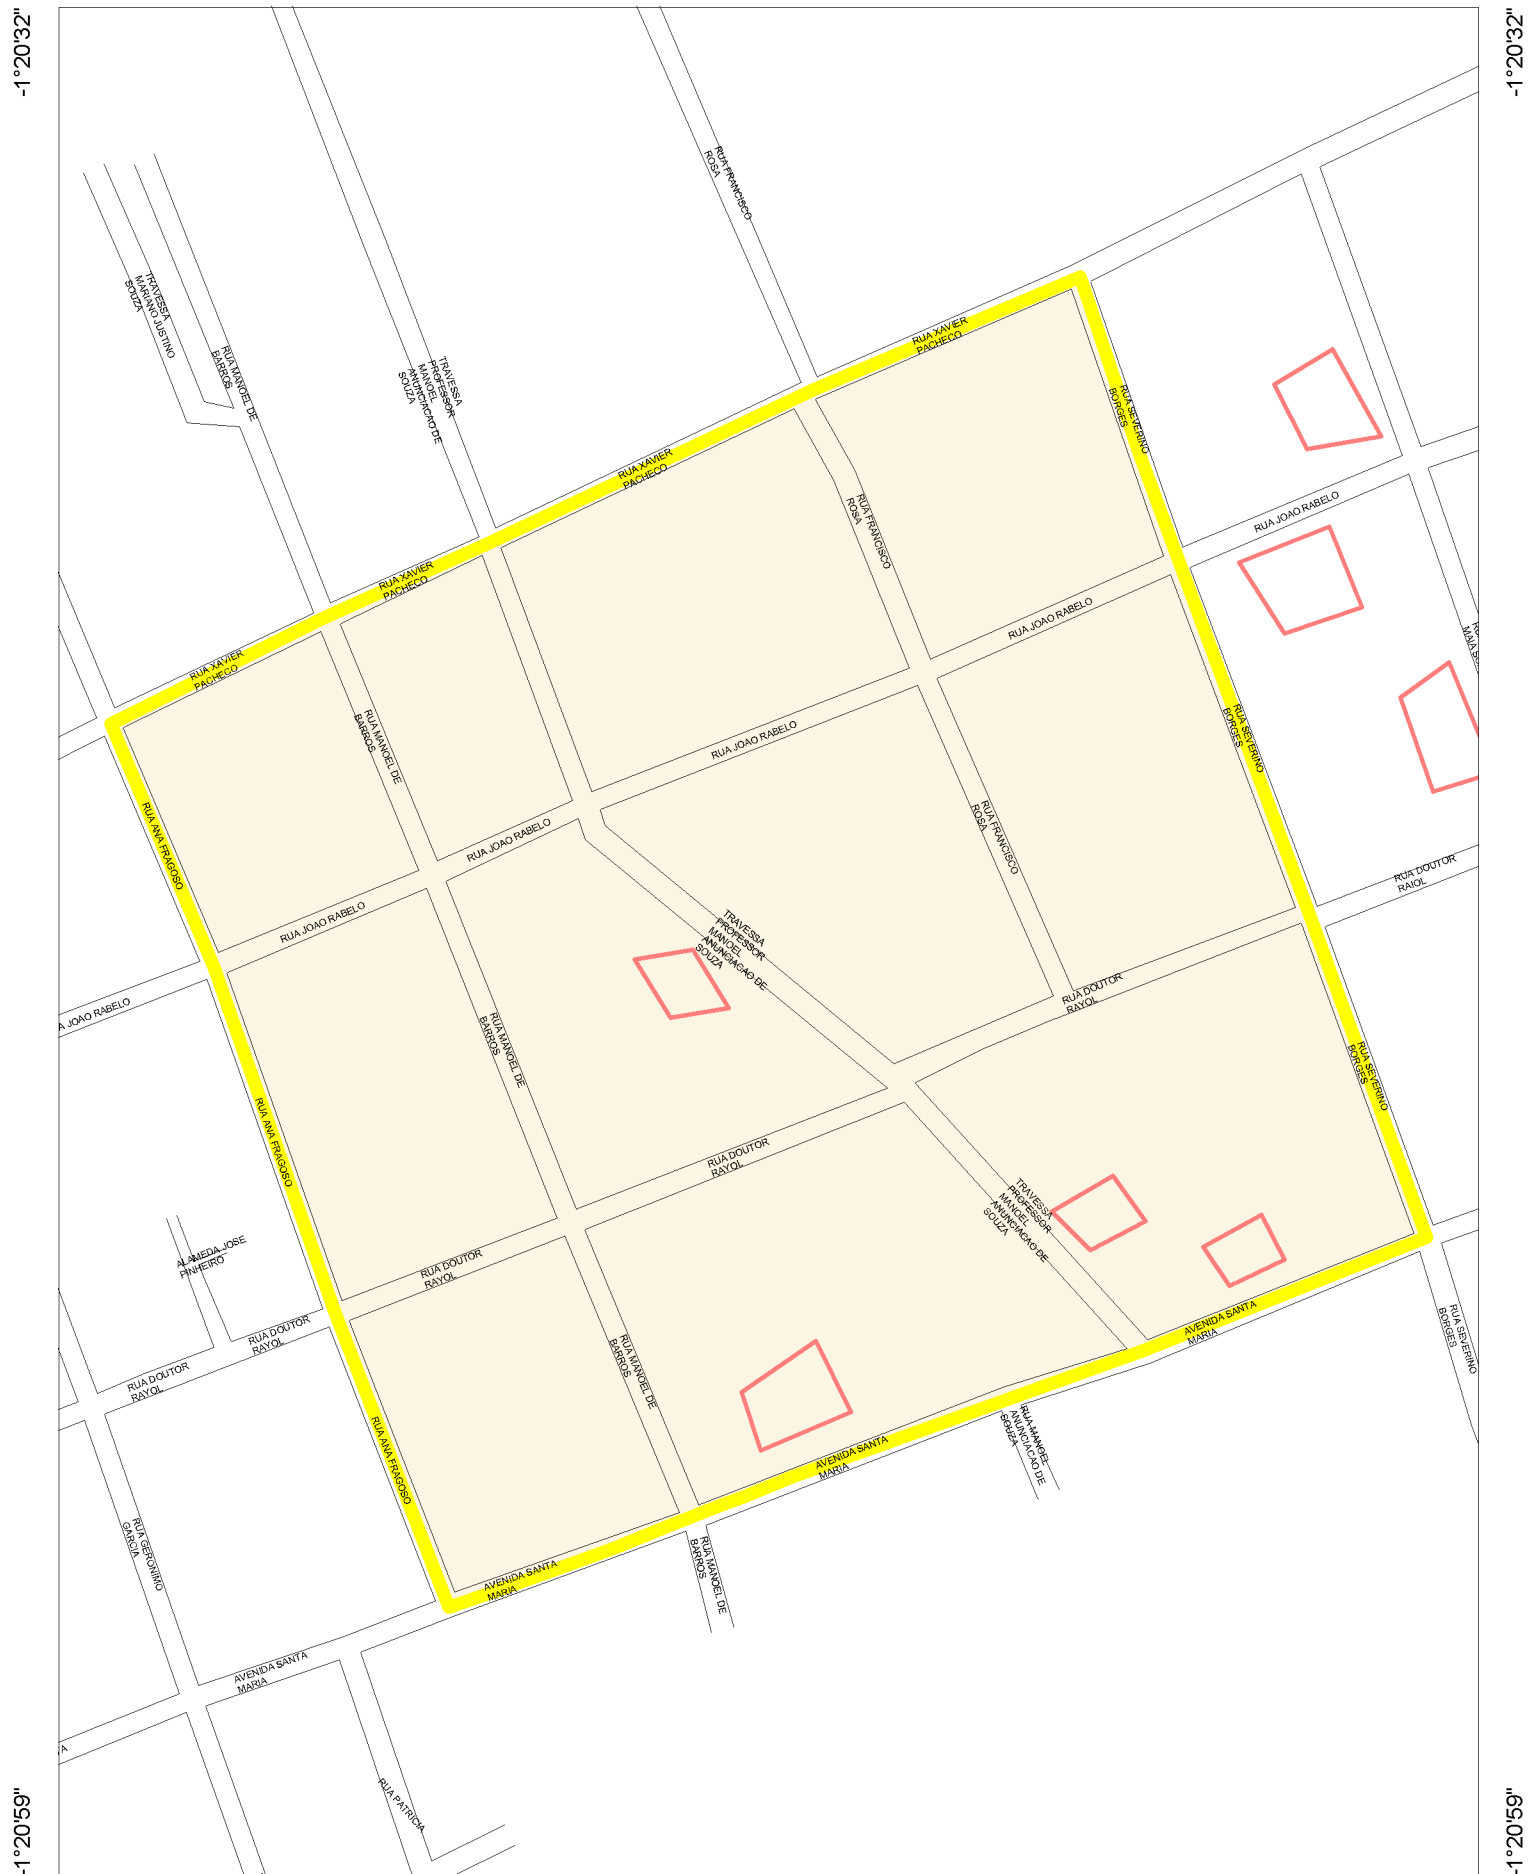 -1°20'32"
-1°20'32"
RUA FRANCISCO
ROSA
TRAVESSA
MARIANO JUSTINO
SOUZA
RUA MANOEL DE
BARROS
TRAVESSA
PROFESSOR
MANOEL
ANUNCIACAO DE
SOUZA
RUA XAVIER
PACHECO
RUA SEVERINO
BORGES
RUA XAVIER
PACHECO
RUA JOAO RABELO
RUA FRANCISCO
ROSA
RUA XAVIER
PACHECO
RUA JOAO RABELO
MAIA
RUA XAVIER
PACHECO
RUA MANOEL DE
BARROS
RUA JOAO RABELO
RUA SEVERINO
BORGES
RUA ANA FRAGOSO
RUA JOAO RABELO
RUA FRANCISCO
ROSA
RUA DOUTOR
RAIOL
RUA JOAO RABELO
TRAVESSA
PROFESSOR
MANOEL
ANUNCIACAO DE
SOUZA
A JOAO RABELO
RUA DOUTOR
RAYOL
RUA MANOEL DE
BARROS
RUA SEVERINO
BORGES
RUA ANA FRAGOSO
RUA DOUTOR
RAYOL
TRAVESSA
PROFESSOR
MANOEL
ANUNCIACAO DE
SOUZA
ALAMEDA JOSE
PINHEIRO
RUA DOUTOR
RAYOL
RUA DOUTOR
RAYOL
AVENIDA SANTA
MARIA
RUA SEVERINO
BORGES
RUA DOUTOR
RAYOL
RUA MANOEL DE
BARROS
RUA ANA FRAGOSO
AVENIDA SANTA
MARIA
RUA MANOEL
ANUNCIACAO DE
SOUZA
RUA GERONIMO
GARCIA
AVENIDA SANTA
MARIA
RUA MANOEL DE
BARROS
AVENIDA SANTA
MARIA
A
RUA PATRICIA
-1°20'59"
-1°20'59"